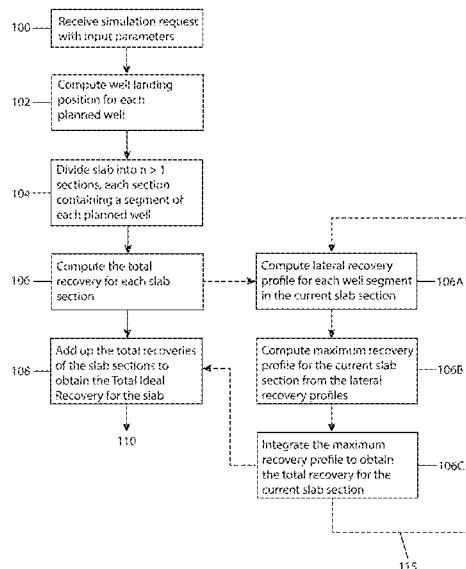 100
Receive simulation request
with input parameters
102
Compute well landing
position for each
planned well
104
Divide slab into n > 1
sections, each section
containing a segment of
each planned well
106
Compute the total
recovery for each slab
section
Compute lateral recovery
profile for each well segment
in the current slab section
106A
108
Add up the total recoveries
of the slab sections to
obtain the Total Ideal
Recovery for the slab
Compute maximum recovery
profile for the current slab
section from the lateral
recovery profiles
106B
110
Integrate the maximum
recovery profile to obtain
the total recovery for the
current slab section
106C
115